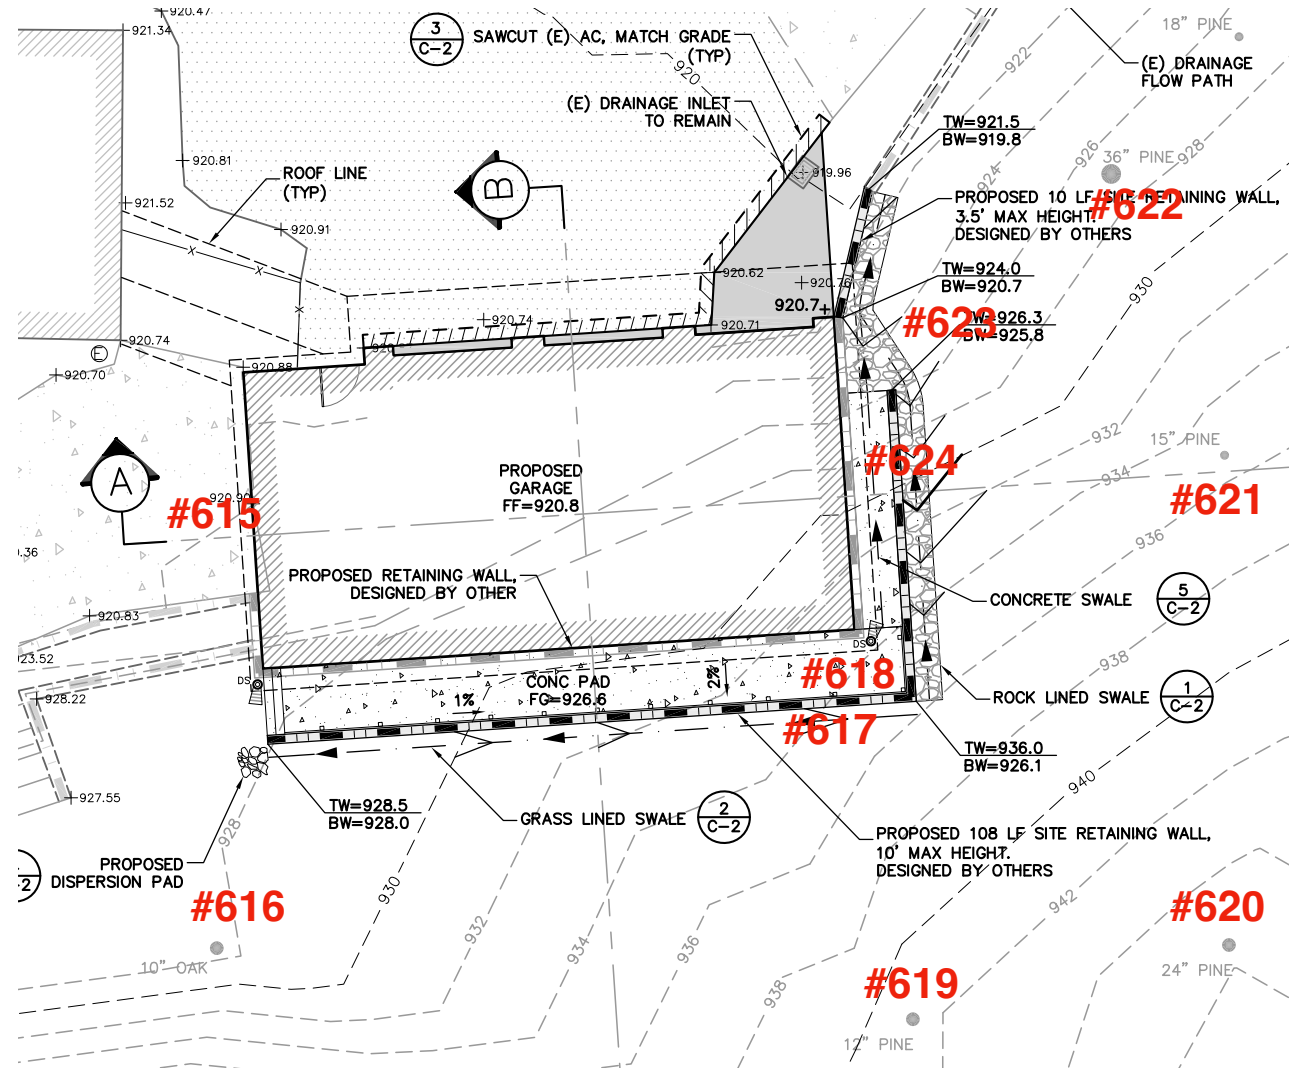 920.47
921.34
3
C-2
SAWCUT (E) AC, MATCH GRADE
(TYP)
920
(E) DRAINAGE INLET
TO REMAIN
18" PINE
922
(E) DRAINAGE
FLOW PATH
TW=921.5
BW=919.8
926
928
924
36" PINE
#622
920.81
ROOF LINE
(TYP)
B
919.96
921.52
920.91
PROPOSED 10 LF SITE RETAINING WALL,
3.5' MAX HEIGHT.
DESIGNED BY OTHERS
X
X
X
920.62
920.76
920.7
TW=924.0
BW=920.7
930
#623
TW=926.3
BW=925.8
920.74
920.71
920.74
E
920.88
920.70
932
15" PINE
934
A
920.90
#615
PROPOSED
GARAGE
FF=920.8
#624
#621
936
PROPOSED RETAINING WALL,
DESIGNED BY OTHER
CONCRETE SWALE
5
C-2
920.83
938
DS
DS
928.22
CONC PAD
FG=926.6
1%
2%
#618
ROCK LINED SWALE
1
C-2
#617
TW=936.0
BW=926.1
940
927.55
TW=928.5
BW=928.0
928
GRASS LINED SWALE
2
C-2
PROPOSED 108 LF SITE RETAINING WALL,
10' MAX HEIGHT.
DESIGNED BY OTHERS
PROPOSED
DISPERSION PAD
930
#616
932
934
936
938
942
#620
10" OAK
24" PINE
#619
12" PINE